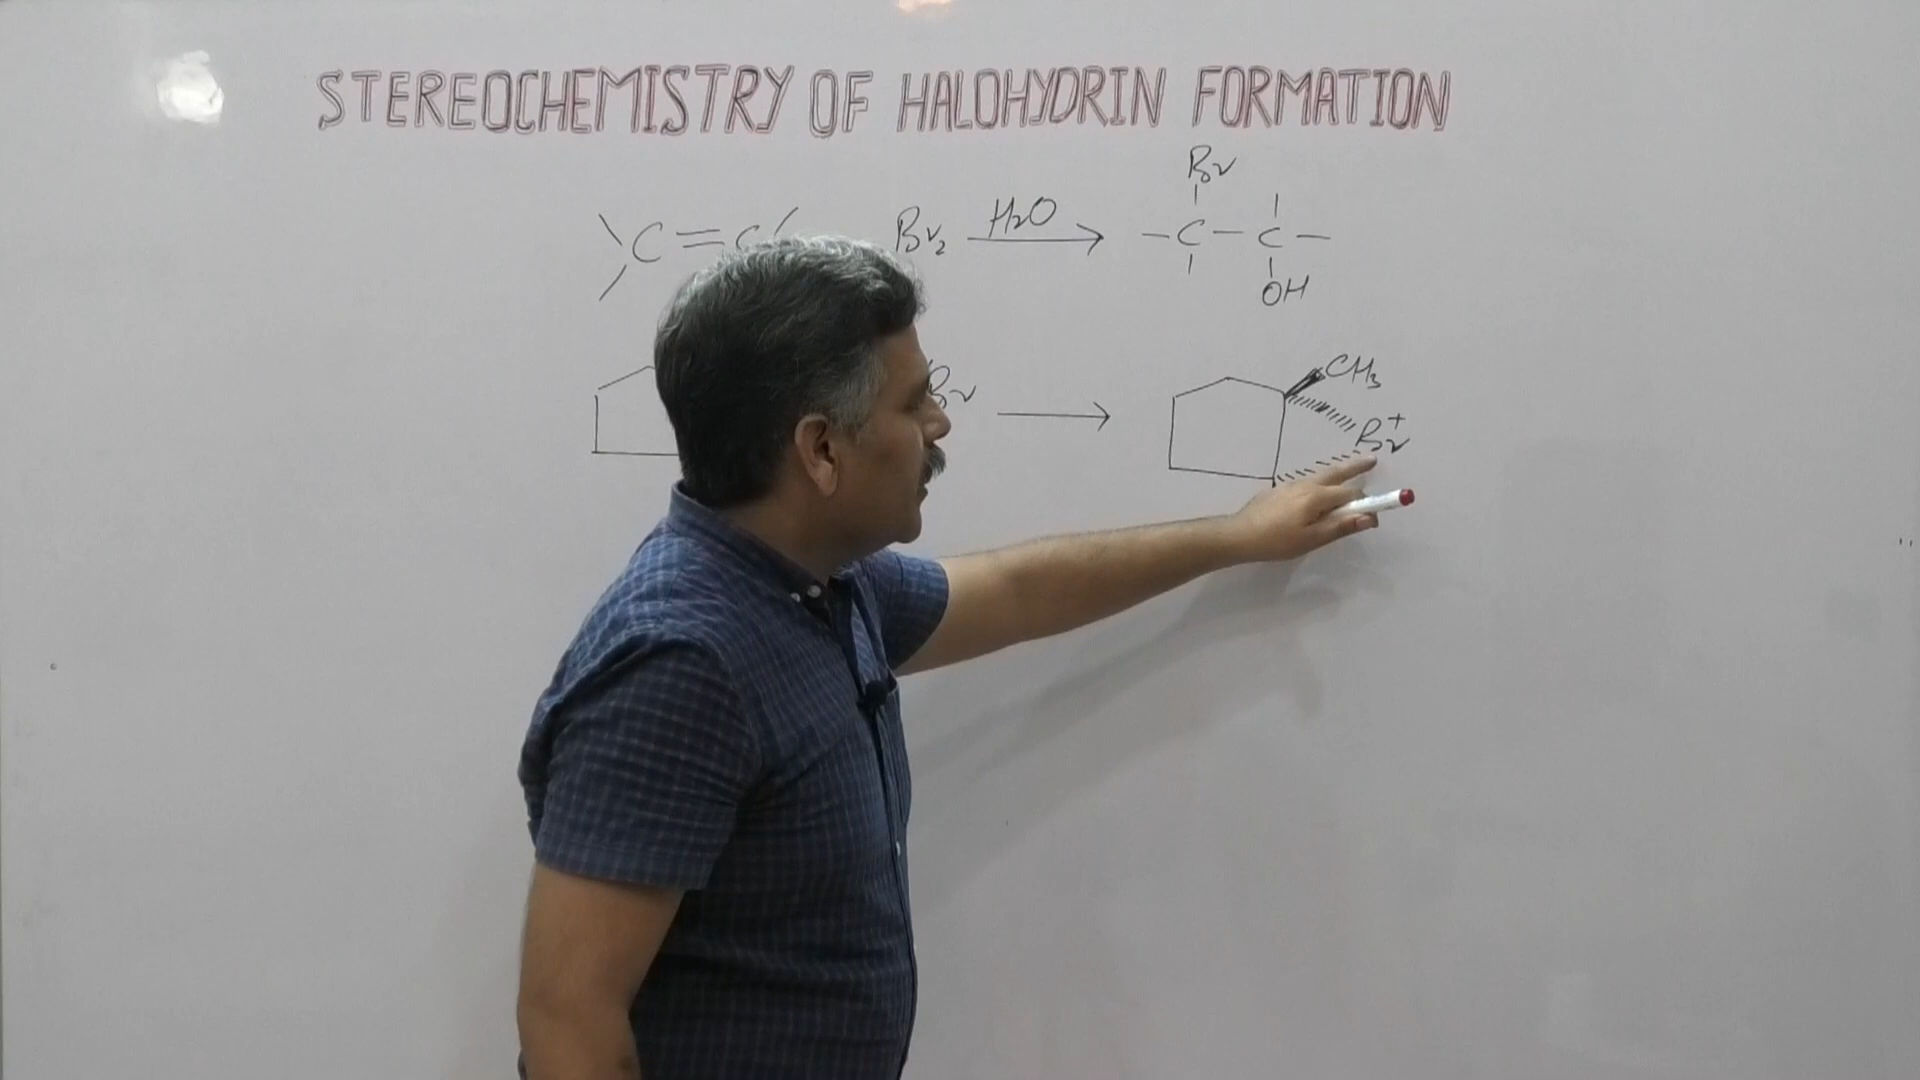 STEREOCHEMISTRY OF HALOHYDRIN FORMATION
Br
C = C Br2 H2O → - C - C -
OH
CH3
Br → Br+